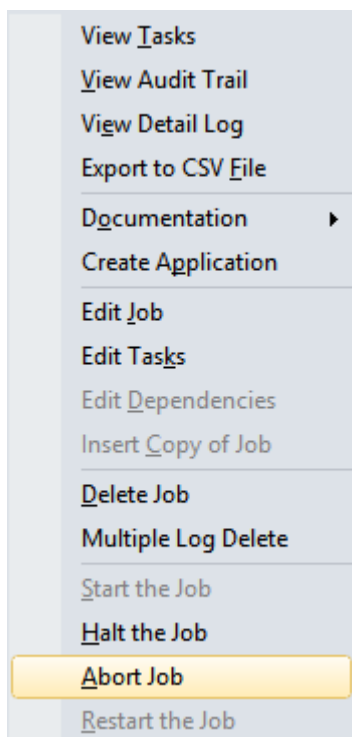 View Tasks
View Audit Trail
View Detail Log
Export to CSV File
Documentation
Create Application
Edit Job
Edit Tasks
Edit Dependencies
Insert Copy of Job
Delete Job
Multiple Log Delete
Start the Job
Halt the Job
Abort Job
Restart the Job